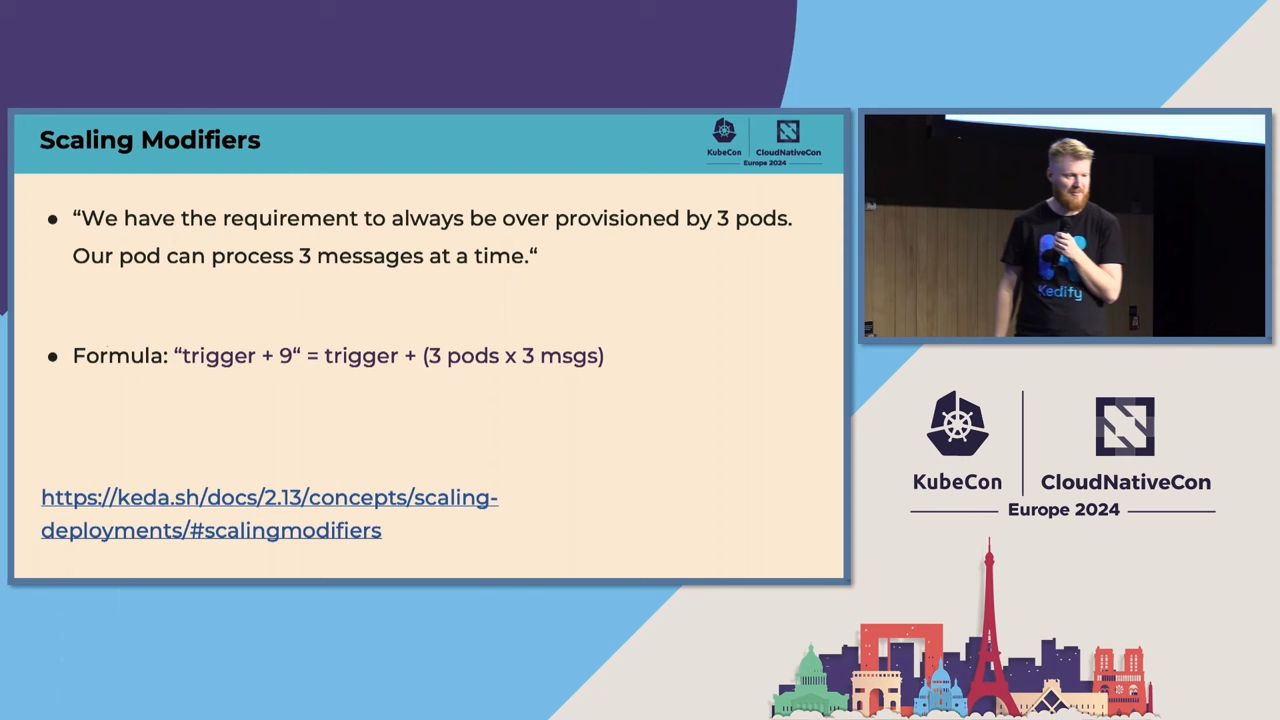 Scaling Modifiers
KubeCon
CloudNativeCon
Europe 2024
● “We have the requirement to always be over provisioned by 3 pods.
Our pod can process 3 messages at a time.“
● Formula: “trigger + 9“ = trigger + (3 pods x 3 msgs)
https://keda.sh/docs/2.13/concepts/scaling-
deployments/#scalingmodifiers
Kedify
KubeCon
CloudNativeCon
Europe 2024